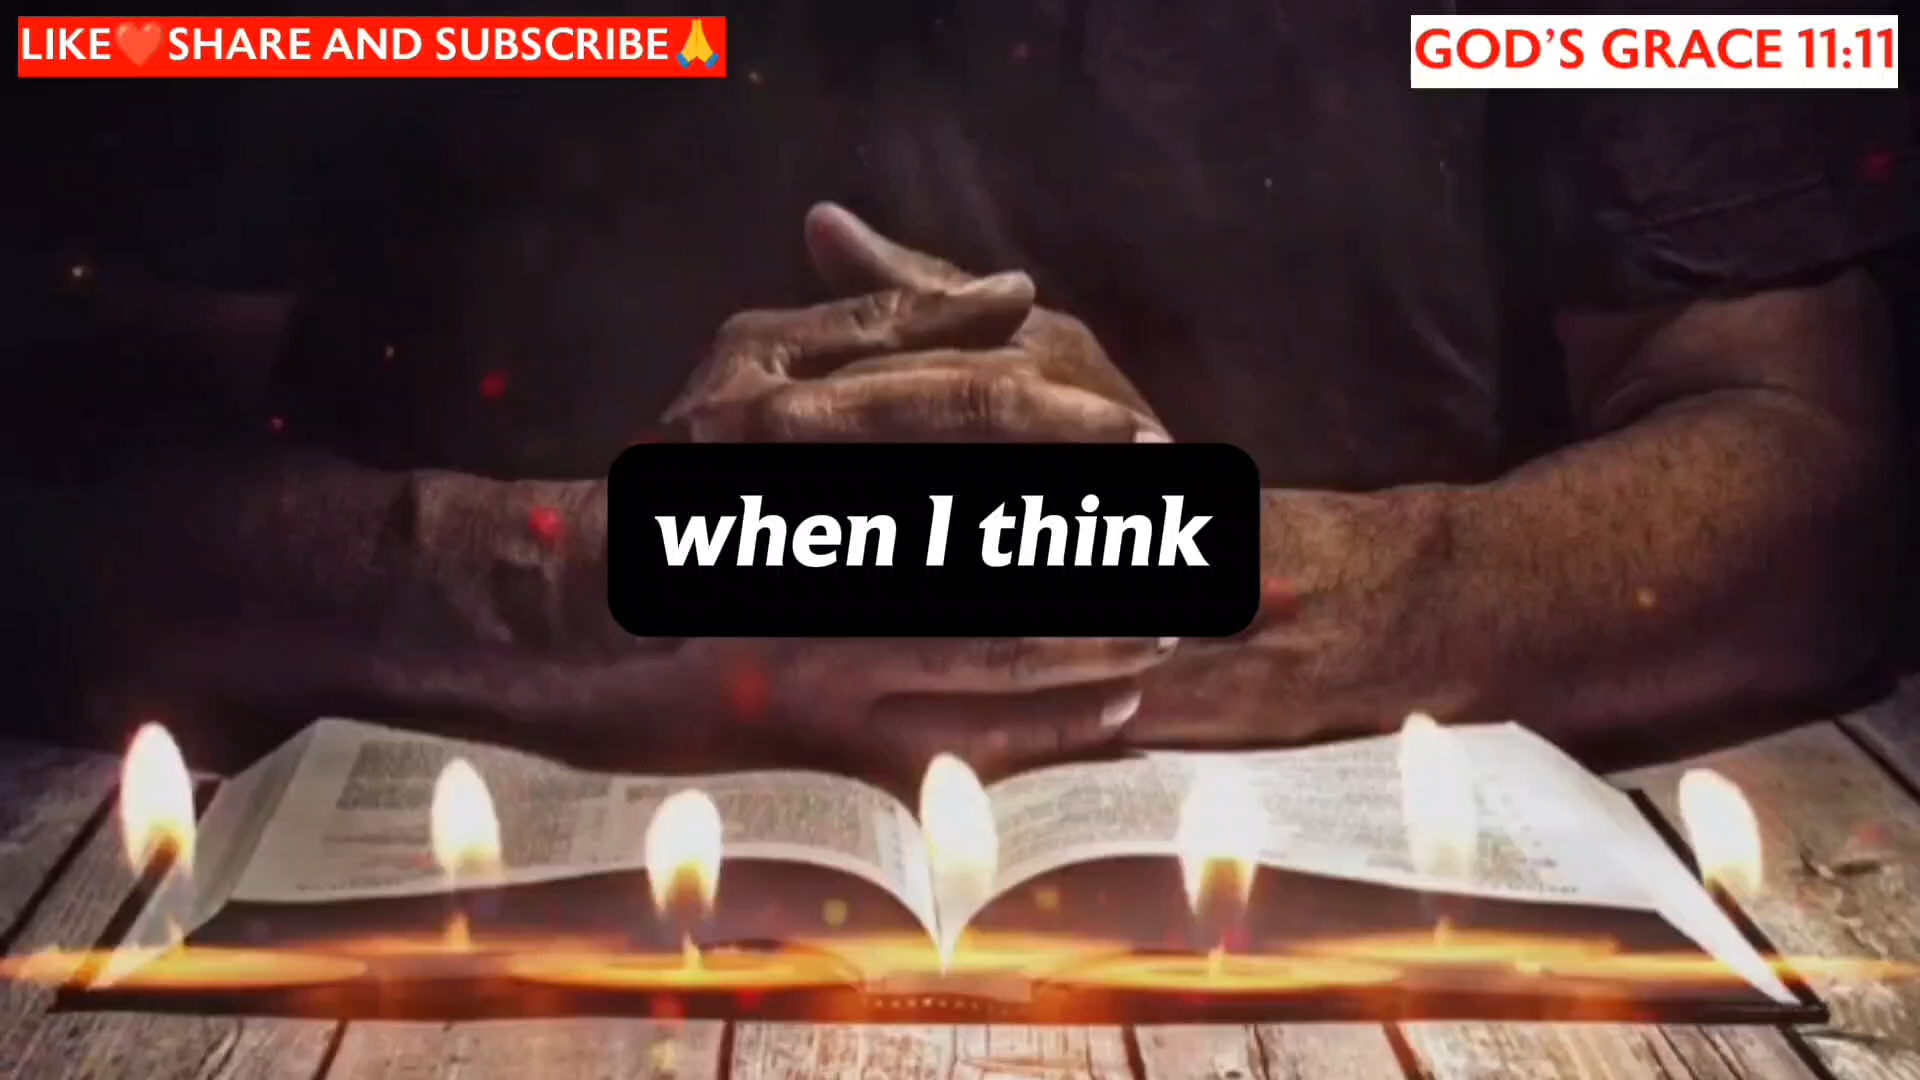 LIKE❤️SHARE AND SUBSCRIBE🙏
GOD'S GRACE 11:11
when I think